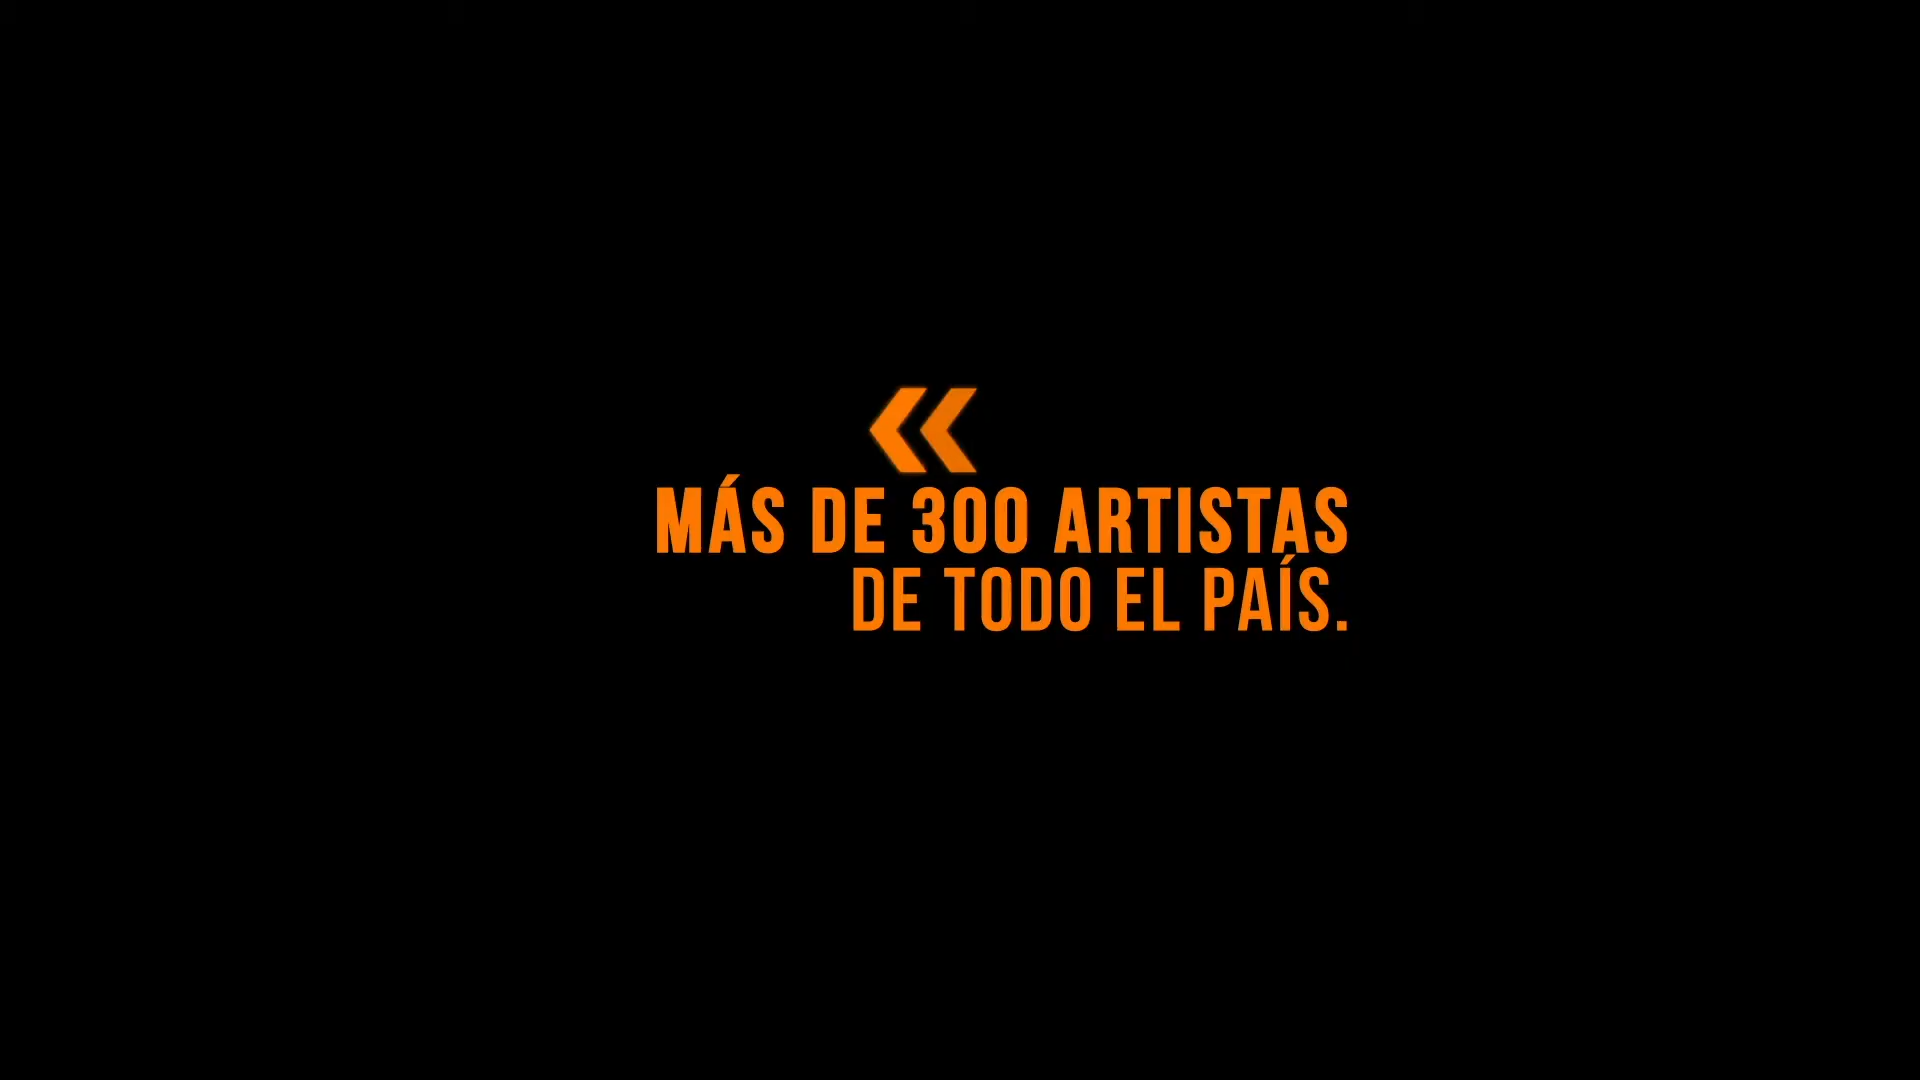 «
MÁS DE 300 ARTISTAS
DE TODO EL PAÍS.